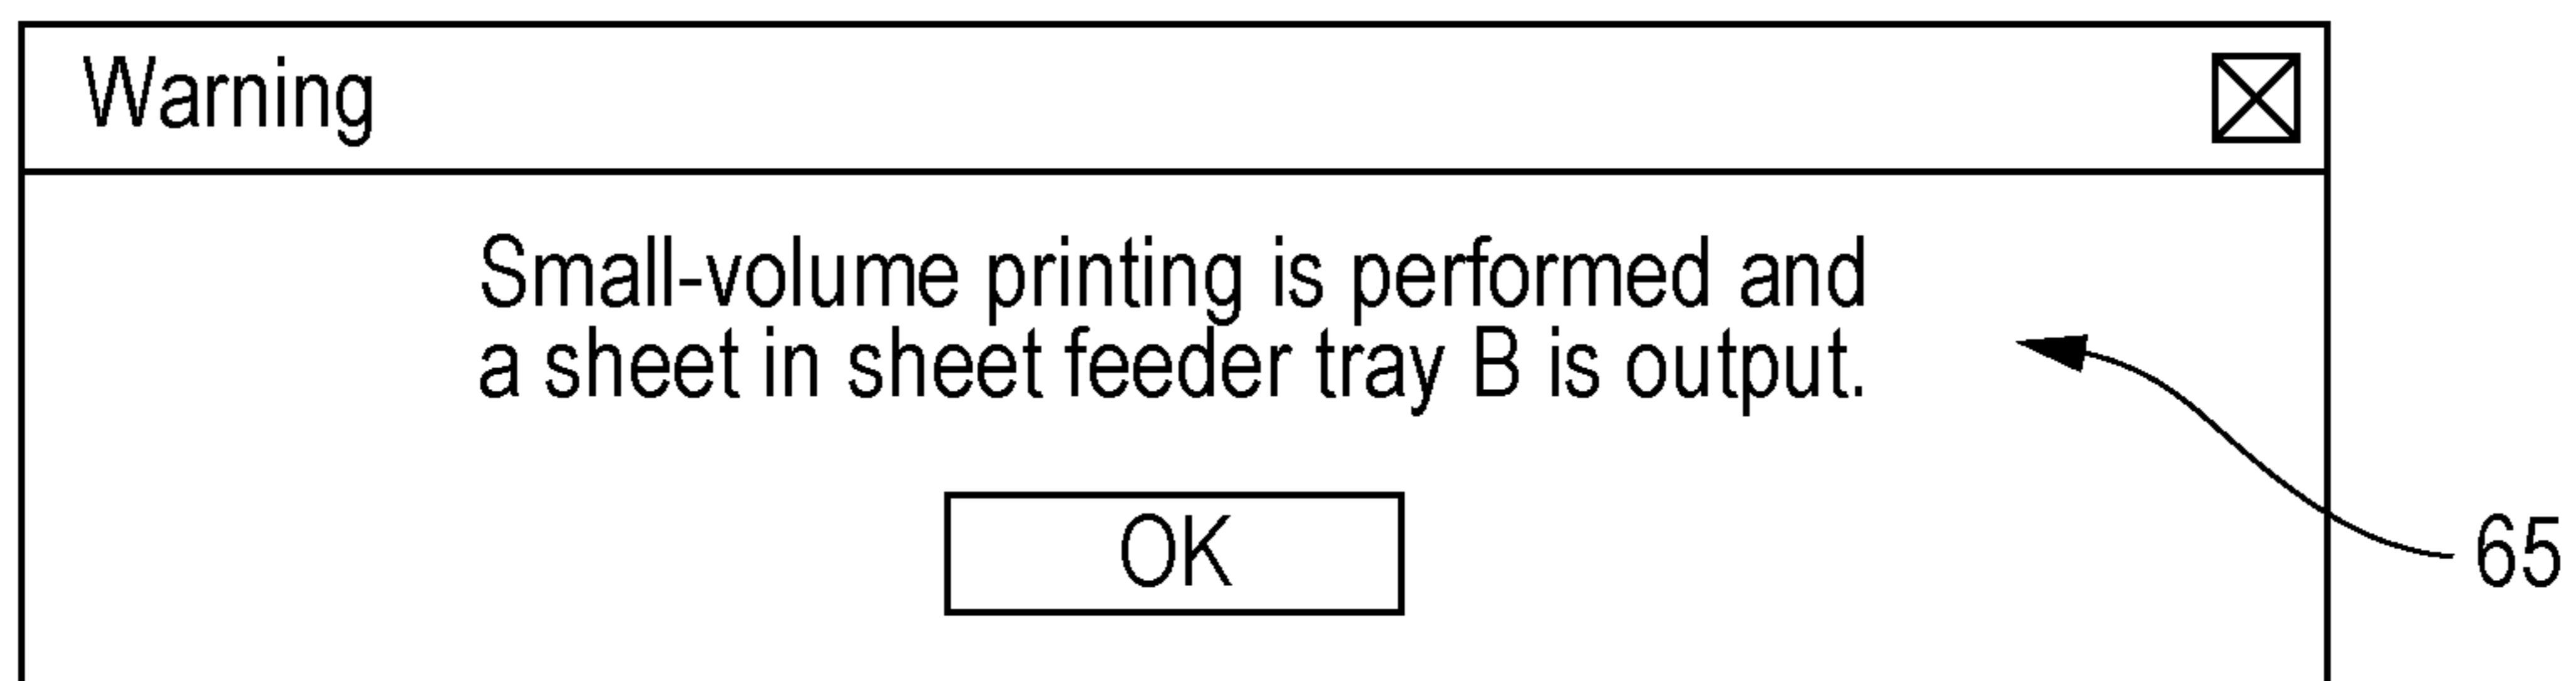 Warning
Small-volume printing is performed and
a sheet in sheet feeder tray B is output.
OK
65